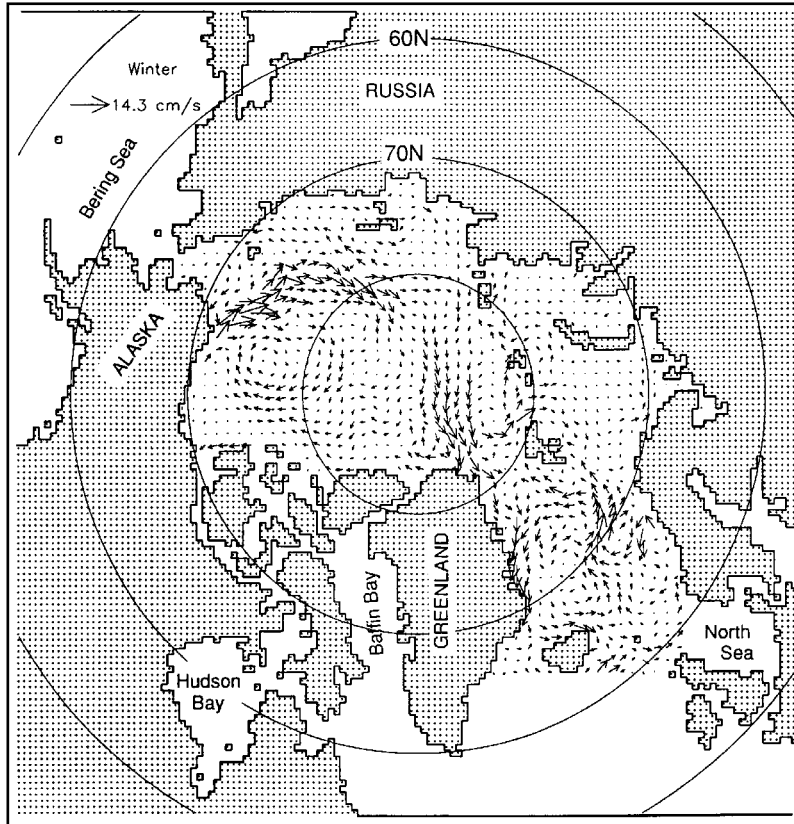 60N
Winter
14.3 cm/s
RUSSIA
70N
Bering Sea
ALASKA
GREENLAND
Baffin Bay
North
Sea
Hudson
Bay